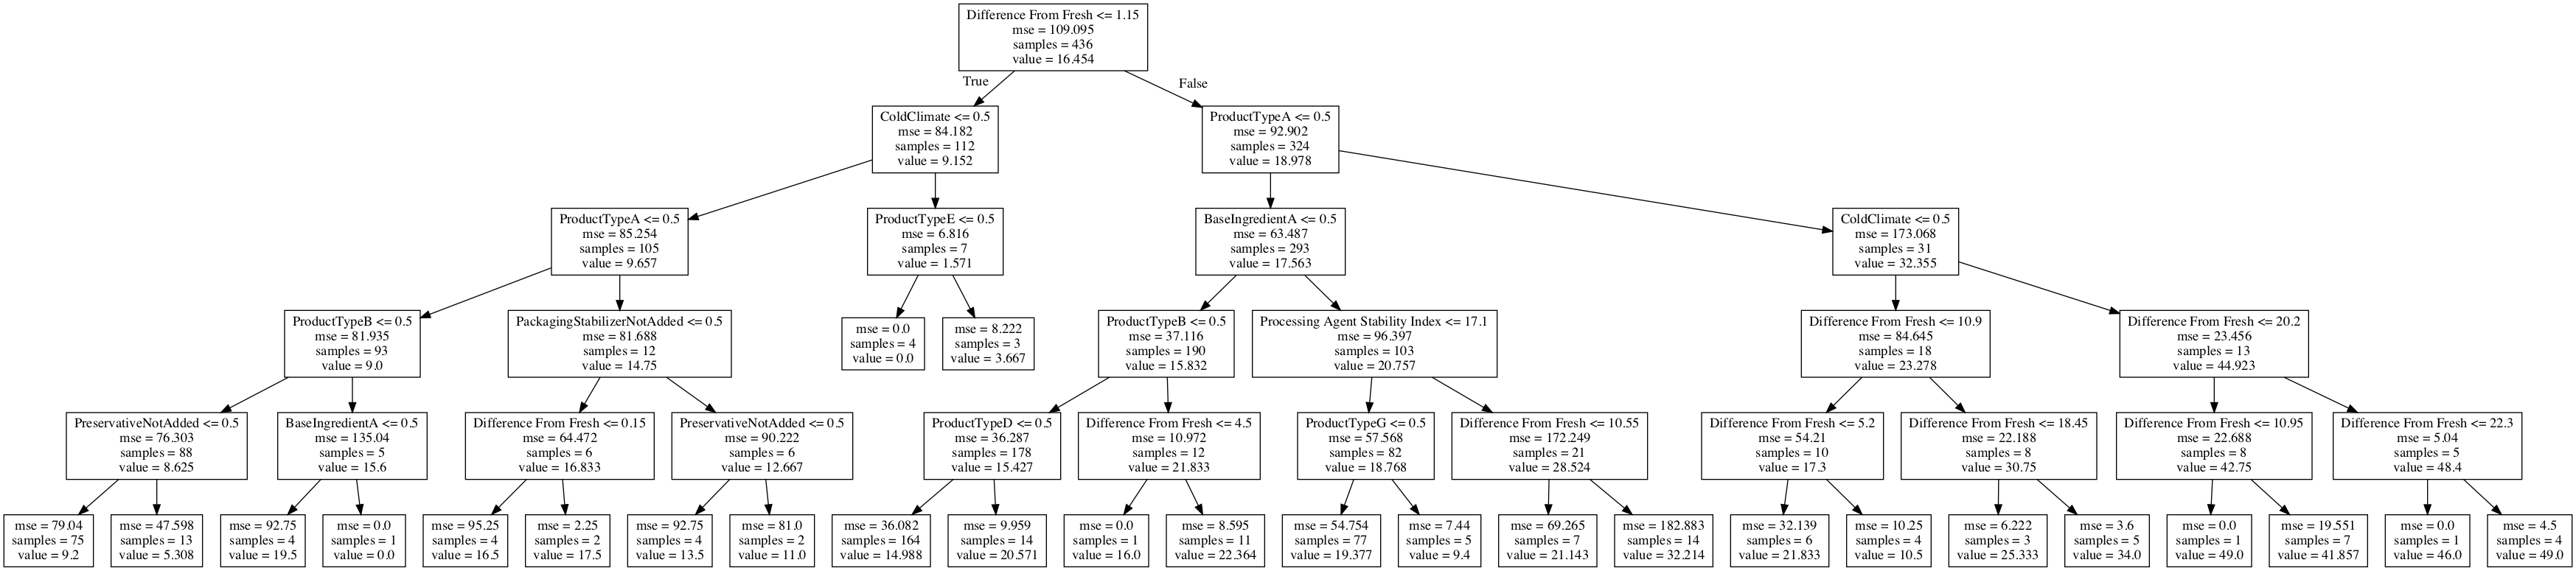 Difference From Fresh <= 1.15
mse = 109.095
samples = 436
value = 16.454
True
False
ColdClimate <= 0.5
mse = 84.182
samples = 112
value = 9.152
ProductTypeA <= 0.5
mse = 92.902
samples = 324
value = 18.978
ProductTypeA <= 0.5
mse = 85.254
samples = 105
value = 9.657
ProductTypeE <= 0.5
mse = 6.816
samples = 7
value = 1.571
BaseIngredientA <= 0.5
mse = 63.487
samples = 293
value = 17.563
ColdClimate <= 0.5
mse = 173.068
samples = 31
value = 32.355
ProductTypeB <= 0.5
mse = 81.935
samples = 93
value = 9.0
PackagingStabilizerNotAdded <= 0.5
mse = 81.688
samples = 12
value = 14.75
mse = 0.0
samples = 4
value = 0.0
mse = 8.222
samples = 3
value = 3.667
ProductTypeB <= 0.5
mse = 37.116
samples = 190
value = 15.832
Processing Agent Stability Index <= 17.1
mse = 96.397
samples = 103
value = 20.757
Difference From Fresh <= 10.9
mse = 84.645
samples = 18
value = 23.278
Difference From Fresh <= 20.2
mse = 23.456
samples = 13
value = 44.923
PreservativeNotAdded <= 0.5
mse = 76.303
samples = 88
value = 8.625
BaseIngredientA <= 0.5
mse = 135.04
samples = 5
value = 15.6
Difference From Fresh <= 0.15
mse = 64.472
samples = 6
value = 16.833
PreservativeNotAdded <= 0.5
mse = 90.222
samples = 6
value = 12.667
ProductTypeD <= 0.5
mse = 36.287
samples = 178
value = 15.427
Difference From Fresh <= 4.5
mse = 10.972
samples = 12
value = 21.833
ProductTypeG <= 0.5
mse = 57.568
samples = 82
value = 18.768
Difference From Fresh <= 10.55
mse = 172.249
samples = 21
value = 28.524
Difference From Fresh <= 5.2
mse = 54.21
samples = 10
value = 17.3
Difference From Fresh <= 18.45
mse = 22.188
samples = 8
value = 30.75
Difference From Fresh <= 10.95
mse = 22.688
samples = 8
value = 42.75
Difference From Fresh <= 22.3
mse = 5.04
samples = 5
value = 48.4
mse = 79.04
samples = 75
value = 9.2
mse = 47.598
samples = 13
value = 5.308
mse = 92.75
samples = 4
value = 19.5
mse = 0.0
samples = 1
value = 0.0
mse = 95.25
samples = 4
value = 16.5
mse = 2.25
samples = 2
value = 17.5
mse = 92.75
samples = 4
value = 13.5
mse = 81.0
samples = 2
value = 11.0
mse = 36.082
samples = 164
value = 14.988
mse = 9.959
samples = 14
value = 20.571
mse = 0.0
samples = 1
value = 16.0
mse = 8.595
samples = 11
value = 22.364
mse = 54.754
samples = 77
value = 19.377
mse = 7.44
samples = 5
value = 9.4
mse = 69.265
samples = 7
value = 21.143
mse = 182.883
samples = 14
value = 32.214
mse = 32.139
samples = 6
value = 21.833
mse = 10.25
samples = 4
value = 10.5
mse = 6.222
samples = 3
value = 25.333
mse = 3.6
samples = 5
value = 34.0
mse = 0.0
samples = 1
value = 49.0
mse = 19.551
samples = 7
value = 41.857
mse = 0.0
samples = 1
value = 46.0
mse = 4.5
samples = 4
value = 49.0